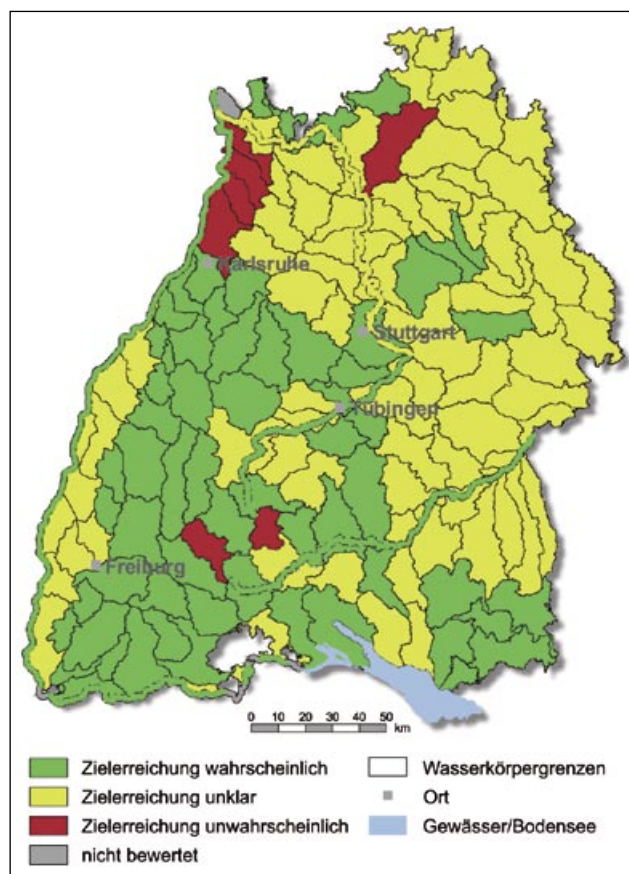 Karlsruhe
Stuttgart
Tübingen
Freiburg
0 10 20 30 40 50
km
Zielerreichung wahrscheinlich
Zielerreichung unklar
Zielerreichung unwahrscheinlich
nicht bewertet
Wasserkörpergrenzen
Ort
Gewässer/Bodensee